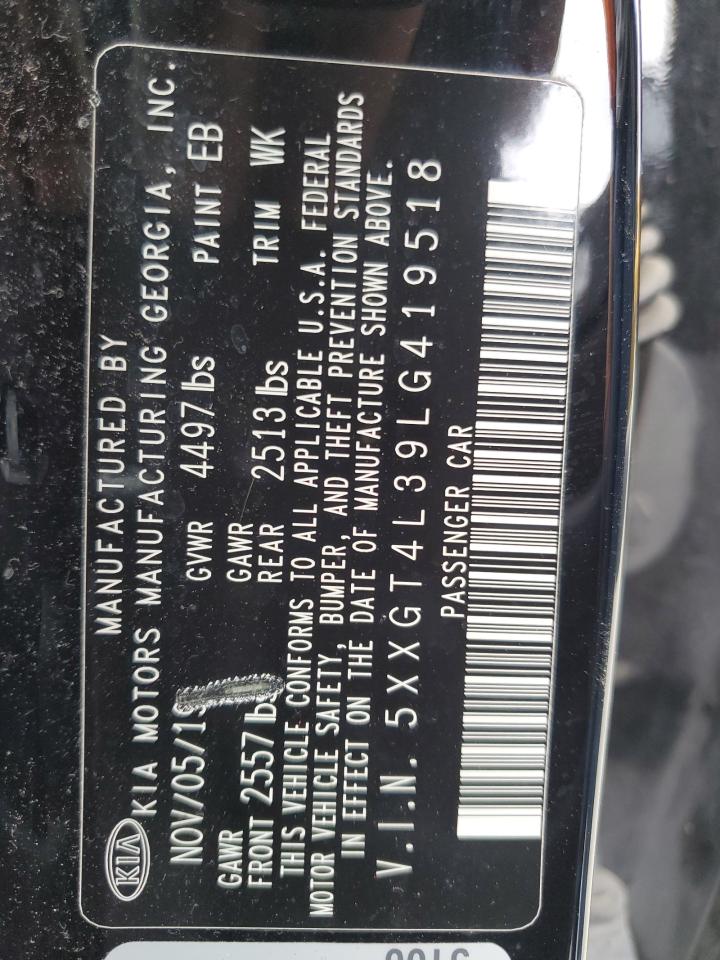 KIA
MANUFACTURED BY
KIA MOTORS MANUFACTURING GEORGIA, INC.
NOV/05/19 GVWR 4497 lbs PAINT EB
GAWR FRONT 2557 lbs GAWR REAR 2513 lbs TRIM WK
THIS VEHICLE CONFORMS TO ALL APPLICABLE U.S.A. FEDERAL
MOTOR VEHICLE SAFETY, BUMPER, AND THEFT PREVENTION STANDARDS
IN EFFECT ON THE DATE OF MANUFACTURE SHOWN ABOVE.
V.I.N. 5XXGT4L39LG419518
PASSENGER CAR